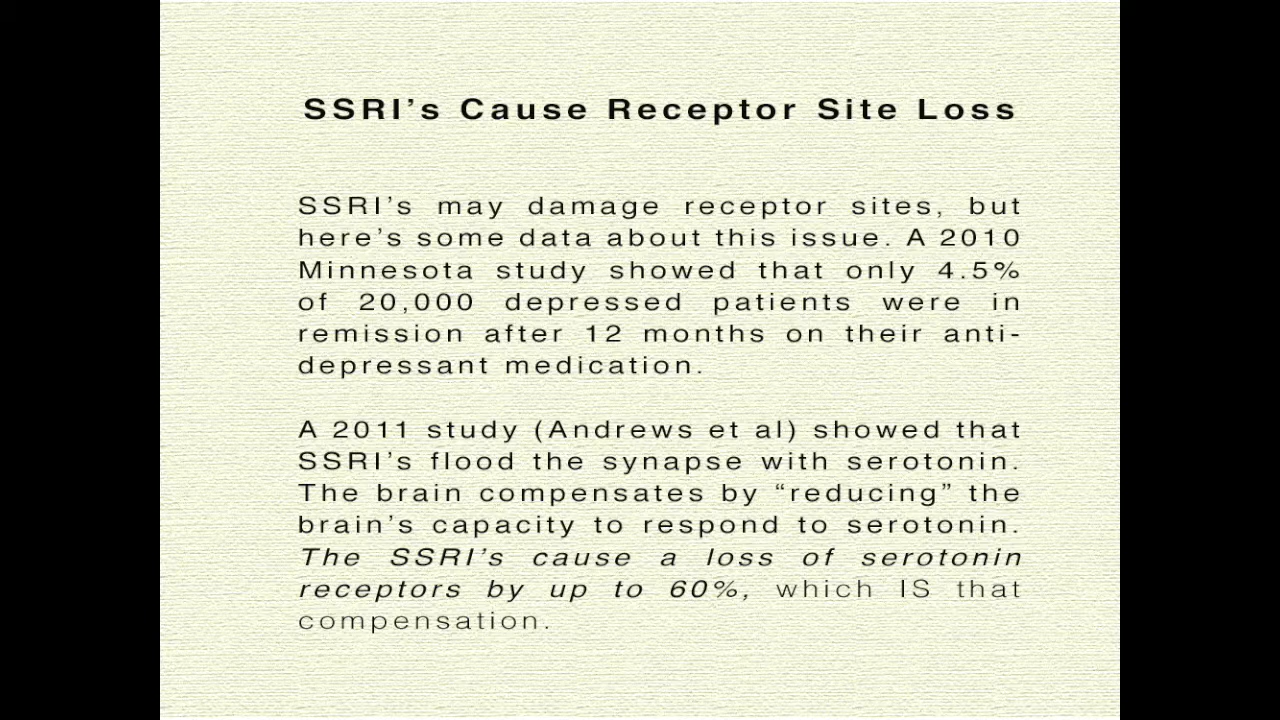 SSRI’s Cause Receptor Site Loss
SSRI’s may damage receptor sites, but
here’s some data about this issue. A 2010
Minnesota study showed that only 4.5%
of 20,000 depressed patients were in
remission after 12 months on their anti-
depressant medication.
A 2011 study (Andrews et al) showed that
SSRI’s flood the synapse with serotonin.
The brain compensates by “reducing” the
brain’s capacity to respond to serotonin.
The SSRI’s cause a loss of serotonin
receptors by up to 60%, which IS that
compensation.